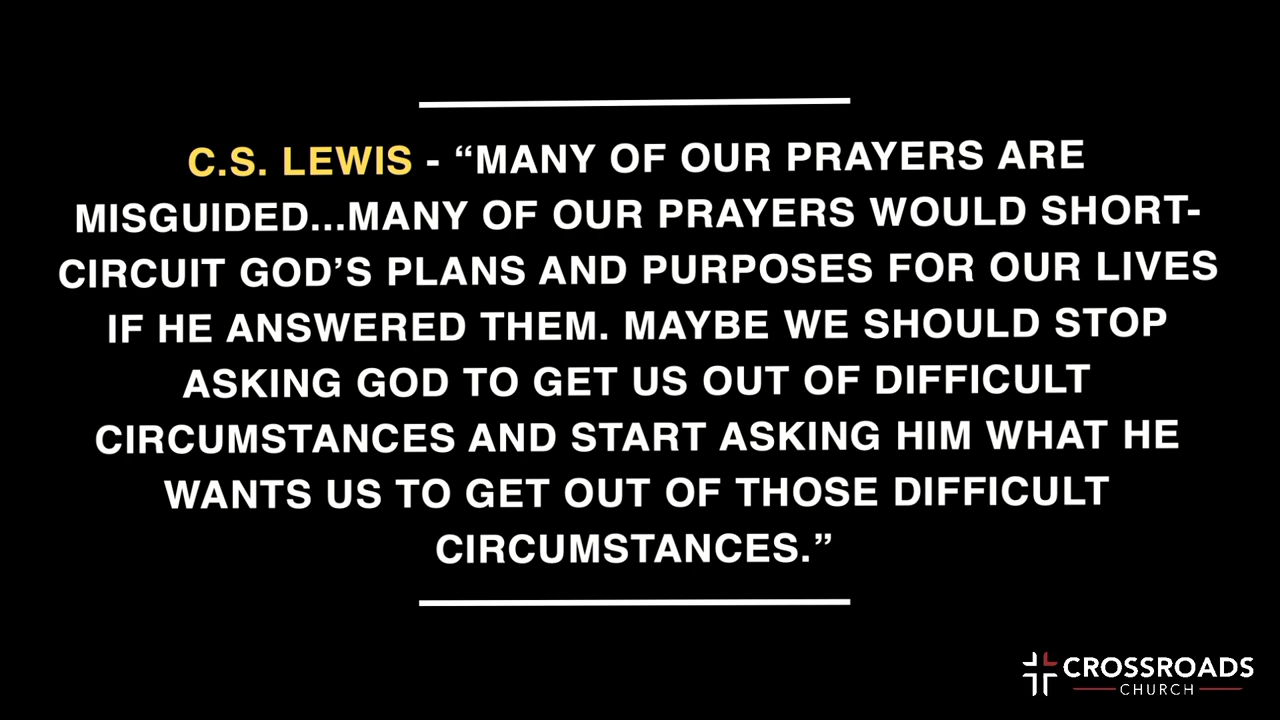 C.S. LEWIS - “MANY OF OUR PRAYERS ARE
MISGUIDED...MANY OF OUR PRAYERS WOULD SHORT-
CIRCUIT GOD’S PLANS AND PURPOSES FOR OUR LIVES
IF HE ANSWERED THEM. MAYBE WE SHOULD STOP
ASKING GOD TO GET US OUT OF DIFFICULT
CIRCUMSTANCES AND START ASKING HIM WHAT HE
WANTS US TO GET OUT OF THOSE DIFFICULT
CIRCUMSTANCES.”
CROSSROADS
CHURCH